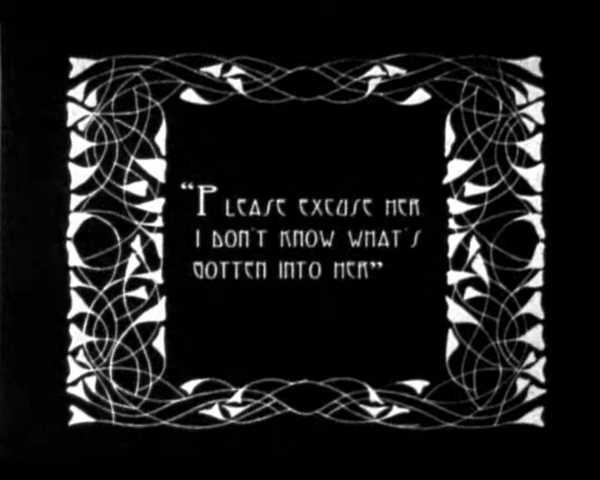 “Please excuse her
I don't know what's
gotten into her”